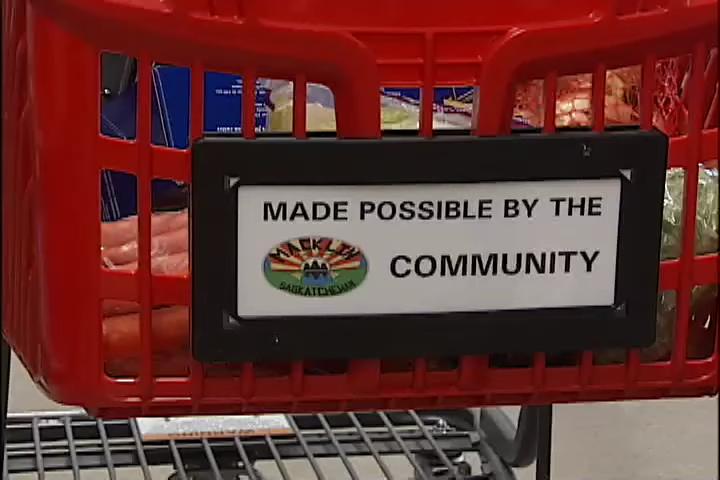 MADE POSSIBLE BY THE
MACKLIN
SASKATCHEWAN
COMMUNITY